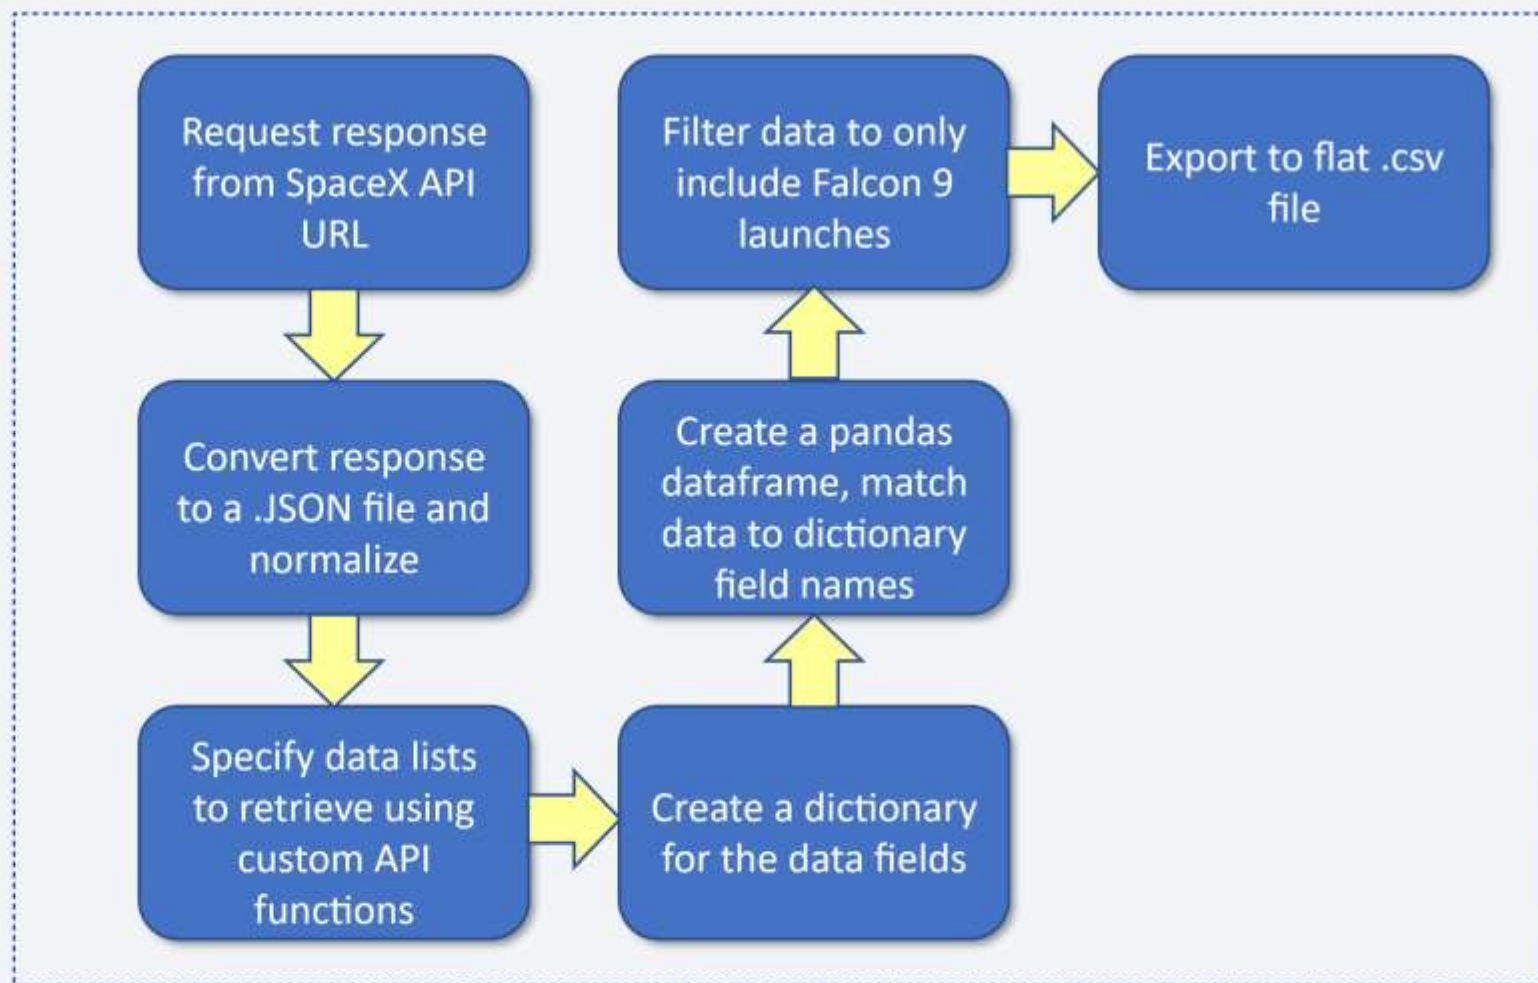 Request response
from SpaceX API
URL
Convert response
to a .JSON file and
normalize
Specify data lists
to retrieve using
custom API
functions
Create a dictionary
for the data fields
Create a pandas
dataframe, match
data to dictionary
field names
Filter data to only
include Falcon 9
launches
Export to flat .csv
file